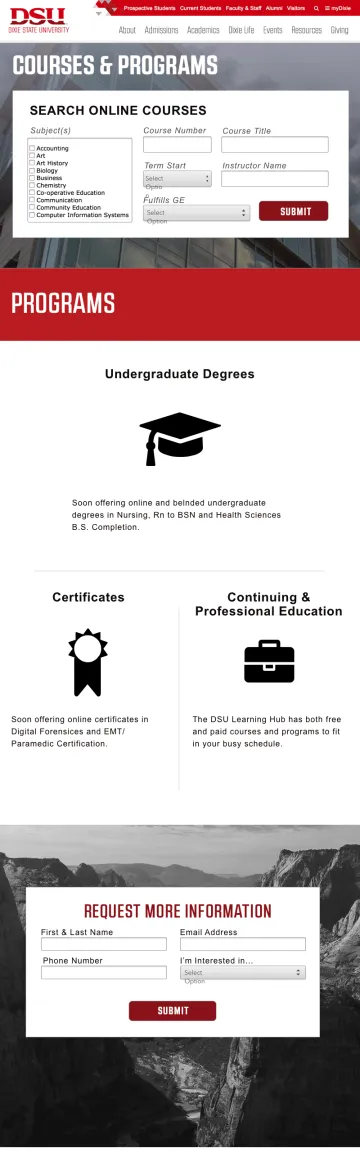 DSU
DIXIE STATE UNIVERSITY
Prospective Students Current Students Faculty & Staff Alumni Visitors myDixie
About Admissions Academics Dixie Life Events Resources Giving
COURSES & PROGRAMS
SEARCH ONLINE COURSES
Subject(s)
Accounting
Art
Art History
Biology
Business
Chemistry
Co-operative Education
Communication
Community Education
Computer Information Systems
Course Number
Course Title
Term Start
Select
Optio
Instructor Name
Fulfills GE
Select
Option
SUBMIT
PROGRAMS
Undergraduate Degrees
Soon offering online and belnded undergraduate
degrees in Nursing, Rn to BSN and Health Sciences
B.S. Completion.
Certificates
Soon offering online certificates in
Digital Forensices and EMT/
Paramedic Certification.
Continuing &
Professional Education
The DSU Learning Hub has both free
and paid courses and programs to fit
in your busy schedule.
REQUEST MORE INFORMATION
First & Last Name
Email Address
Phone Number
I'm Interested in...
Select
Option
SUBMIT